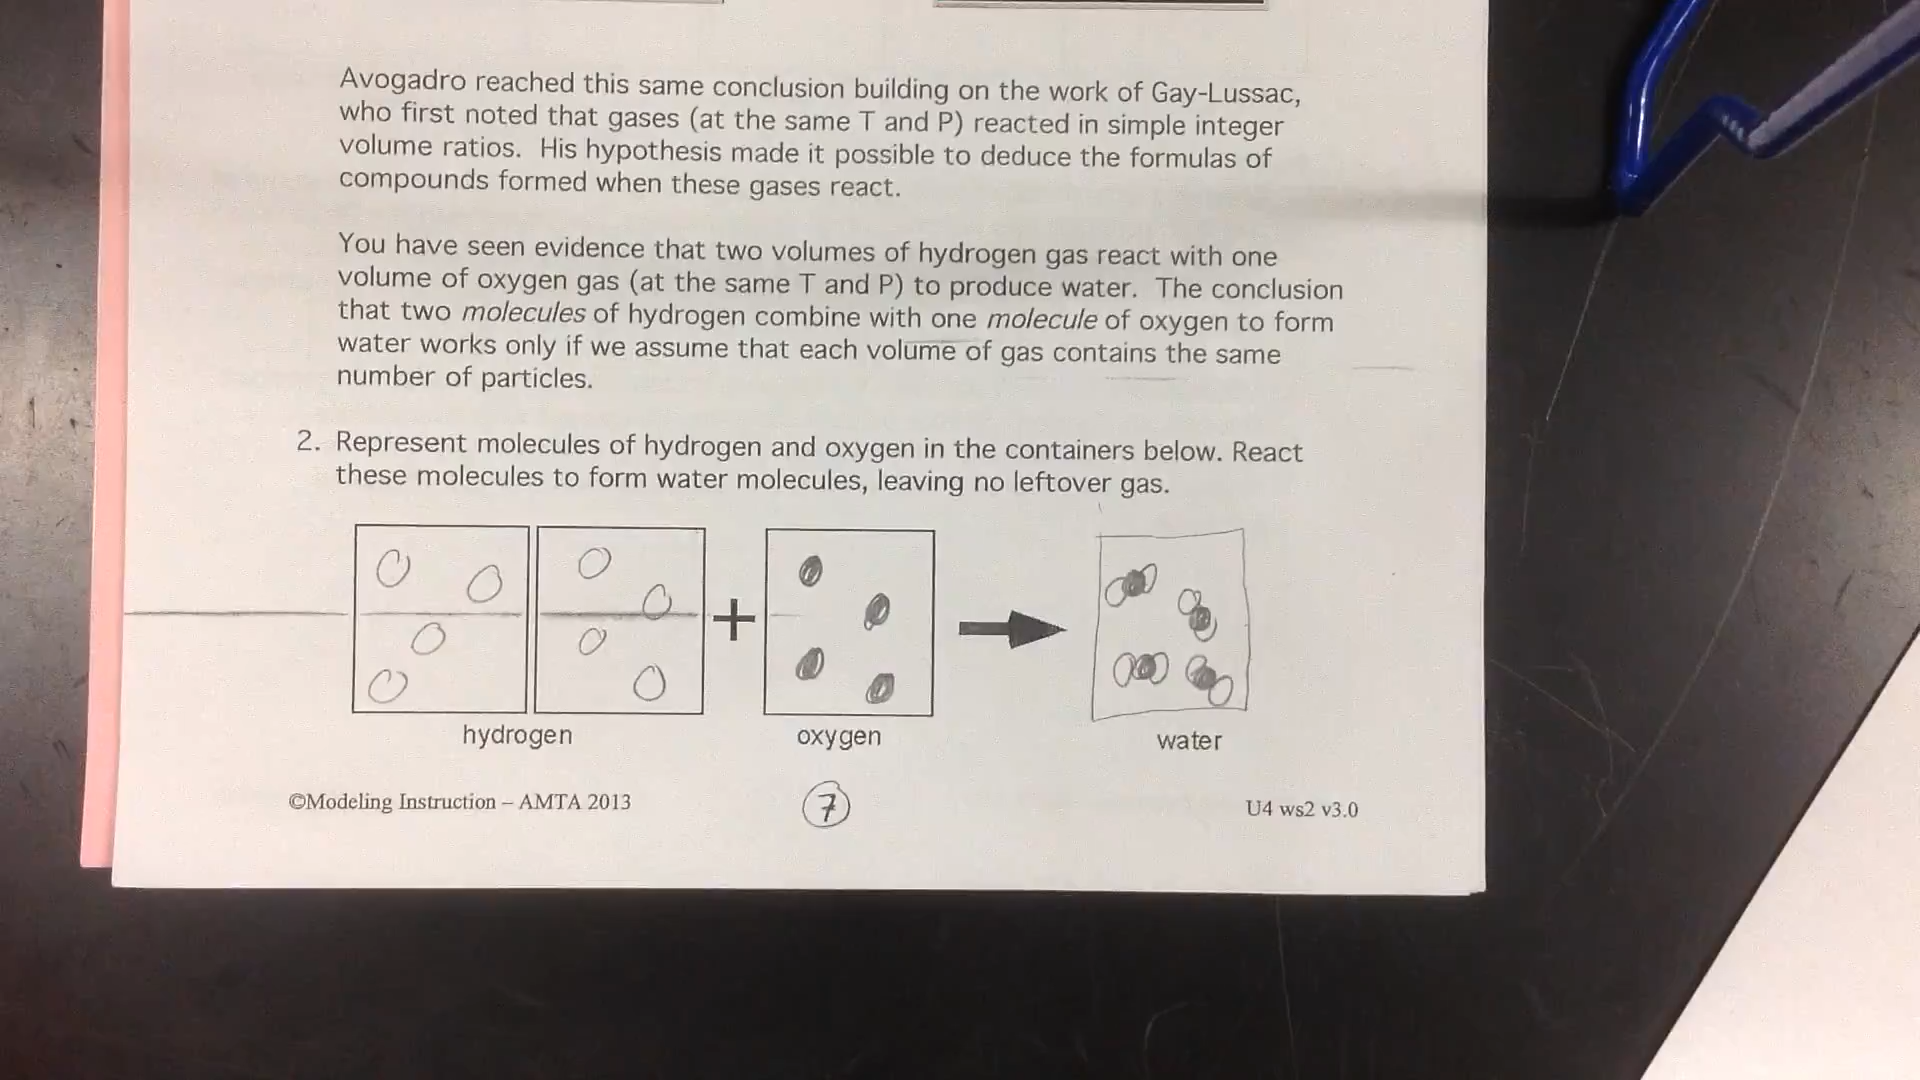 Avogadro reached this same conclusion building on the work of Gay-Lussac,
who first noted that gases (at the same T and P) reacted in simple integer
volume ratios. His hypothesis made it possible to deduce the formulas of
compounds formed when these gases react.
You have seen evidence that two volumes of hydrogen gas react with one
volume of oxygen gas (at the same T and P) to produce water. The conclusion
that two molecules of hydrogen combine with one molecule of oxygen to form
water works only if we assume that each volume of gas contains the same
number of particles.
2. Represent molecules of hydrogen and oxygen in the containers below. React
these molecules to form water molecules, leaving no leftover gas.
+
hydrogen oxygen water
©Modeling Instruction – AMTA 2013 7 U4 ws2 v3.0